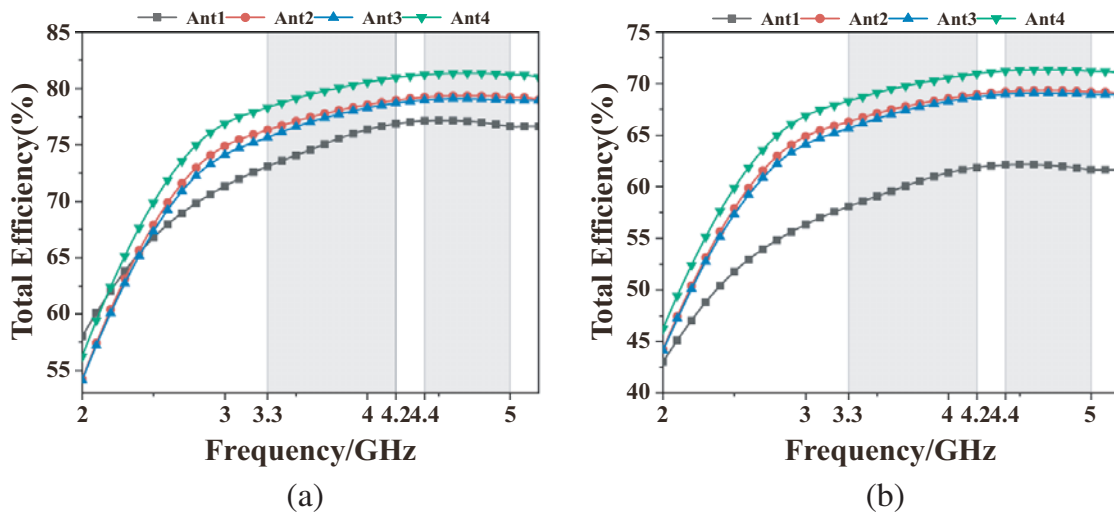 Ant1 Ant2 Ant3 Ant4
85
80
75
70
65
60
55
Total Efficiency(%)
2 3 3.3 4 4.2 4.4 5
Frequency/GHz
(a)
Ant1 Ant2 Ant3 Ant4
75
70
65
60
55
50
45
40
Total Efficiency(%)
2 3 3.3 4 4.2 4.4 5
Frequency/GHz
(b)